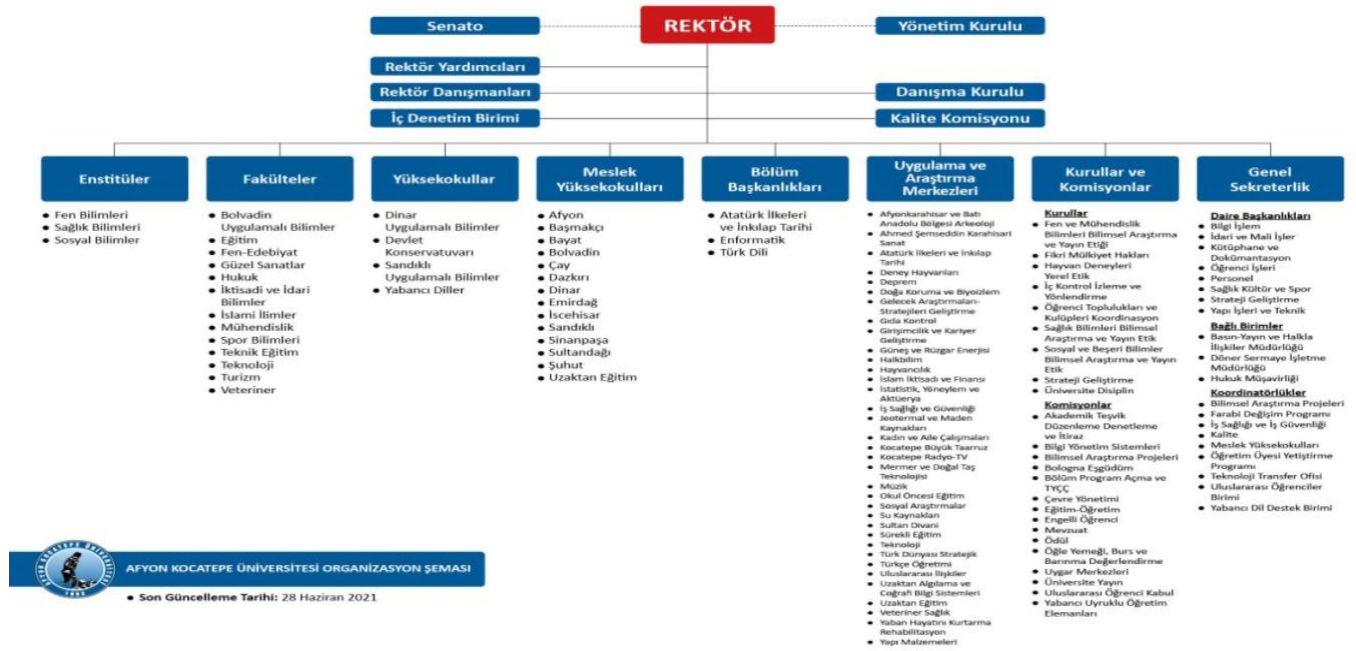 Senato
REKTÖR
Yönetim Kurulu
Rektör Yardımcıları
Rektör Danışmanları
Danışma Kurulu
İç Denetim Birimi
Kalite Komisyonu
Enstitüler
• Fen Bilimleri
• Sağlık Bilimleri
• Sosyal Bilimler
Fakülteler
• Bolvadin
Uygulamalı Bilimler
• Eğitim
• Fen-Edebiyat
• Güzel Sanatlar
• Hukuk
• İktisadi ve İdari
Bilimler
• İslami İlimler
• Mühendislik
• Spor Bilimleri
• Teknik Eğitim
• Teknoloji
• Turizm
• Veteriner
Yüksekokullar
• Dinar
Uygulamalı Bilimler
• Devlet
Konservatuvarı
• Sandıklı
Uygulamalı Bilimler
• Yabancı Diller
Meslek
Yüksekokulları
• Afyon
• Başmakçı
• Bayat
• Bolvadin
• Çay
• Dazkırı
• Dinar
• Emirdağ
• İscehisar
• Sandıklı
• Sinanpaşa
• Sultandağı
• Şuhut
• Uzaktan Eğitim
Bölüm
Başkanlıkları
• Atatürk İlkeleri
ve İnkılap Tarihi
• Enformatik
• Türk Dili
Uygulama ve
Araştırma
Merkezleri
• Afyonkarahisar ve Batı
Anadolu Bölgesi Arkeoloji
• Ahmed Şemseddin Karahisari
Sanat
• Atatürk İlkeleri ve İnkılap
Tarihi
• Deney Hayvanları
• Deprem
• Doğa Koruma ve Biyoizlem
• Gelecek Araştırmaları-
Stratejileri Geliştirme
• Gıda Kontrol
• Girişimcilik ve Kariyer
Geliştirme
• Güneş ve Rüzgar Enerjisi
• Halkbilim
• Hayvancılık
• İslam İktisadı ve Finansı
• İstatistik, Yöneylem ve
Aktüerya
• İş Sağlığı ve Güvenliği
• Jeotermal ve Maden
Kaynakları
• Kadın ve Aile Çalışmaları
• Kocatepe Büyük Taarruz
• Kocatepe Radyo-TV
• Mermer ve Doğal Taş
Teknolojisi
• Müzik
• Okul Öncesi Eğitim
• Sosyal Araştırmalar
• Su Kaynakları
• Sultan Divani
• Sürekli Eğitim
• Teknoloji
• Türk Dünyası Stratejik
• Türkçe Öğretimi
• Uluslararası İlişkiler
• Uzaktan Algılama ve
Coğrafi Bilgi Sistemleri
• Uzaktan Eğitim
• Veteriner Sağlık
• Yaban Hayatını Kurtarma
Rehabilitasyon
• Yapı Malzemeleri
Kurullar ve
Komisyonlar
Kurullar
• Fen ve Mühendislik
Bilimleri Bilimsel Araştırma
ve Yayın Etiği
• Fikri Mülkiyet Hakları
• Hayvan Deneyleri
Yerel Etik
• İç Kontrol İzleme ve
Yönlendirme
• Öğrenci Toplulukları ve
Kulüpleri Koordinasyon
• Sağlık Bilimleri Bilimsel
Araştırma ve Yayın Etik
• Sosyal ve Beşeri Bilimler
Bilimsel Araştırma ve Yayın
Etik
• Strateji Geliştirme
• Üniversite Disiplin
Komisyonlar
• Akademik Teşvik
Düzenleme Denetleme
ve İtiraz
• Bilgi Yönetim Sistemleri
• Bilimsel Araştırma Projeleri
• Bologna Eşgüdüm
• Bölüm Program Açma ve
TYÇÇ
• Çevre Yönetimi
• Eğitim-Öğretim
• Engelli Öğrenci
• Mevzuat
• Ödül
• Öğle Yemeği, Burs ve
Barınma Değerlendirme
• Uygar Merkezleri
• Üniversite Yayın
• Uluslararası Öğrenci Kabul
• Yabancı Uyruklu Öğretim
Elemanları
Genel
Sekreterlik
Daire Başkanlıkları
• Bilgi İşlem
• İdari ve Mali İşler
• Kütüphane ve
Dokümantasyon
• Öğrenci İşleri
• Personel
• Sağlık Kültür ve Spor
• Strateji Geliştirme
• Yapı İşleri ve Teknik
Bağlı Birimler
• Basın-Yayın ve Halkla
İlişkiler Müdürlüğü
• Döner Sermaye İşletme
Müdürlüğü
• Hukuk Müşavirliği
Koordinatörlükler
• Bilimsel Araştırma Projeleri
• Farabi Değişim Programı
• İş Sağlığı ve İş Güvenliği
• Kalite
• Meslek Yüksekokulları
• Öğretim Üyesi Yetiştirme
Programı
• Teknoloji Transfer Ofisi
• Uluslararası Öğrenciler
Birimi
• Yabancı Dil Destek Birimi
AFYON KOCATEPE ÜNİVERSİTESİ
1992
AFYON KOCATEPE ÜNİVERSİTESİ ORGANİZASYON ŞEMASI
• Son Güncelleme Tarihi: 28 Haziran 2021